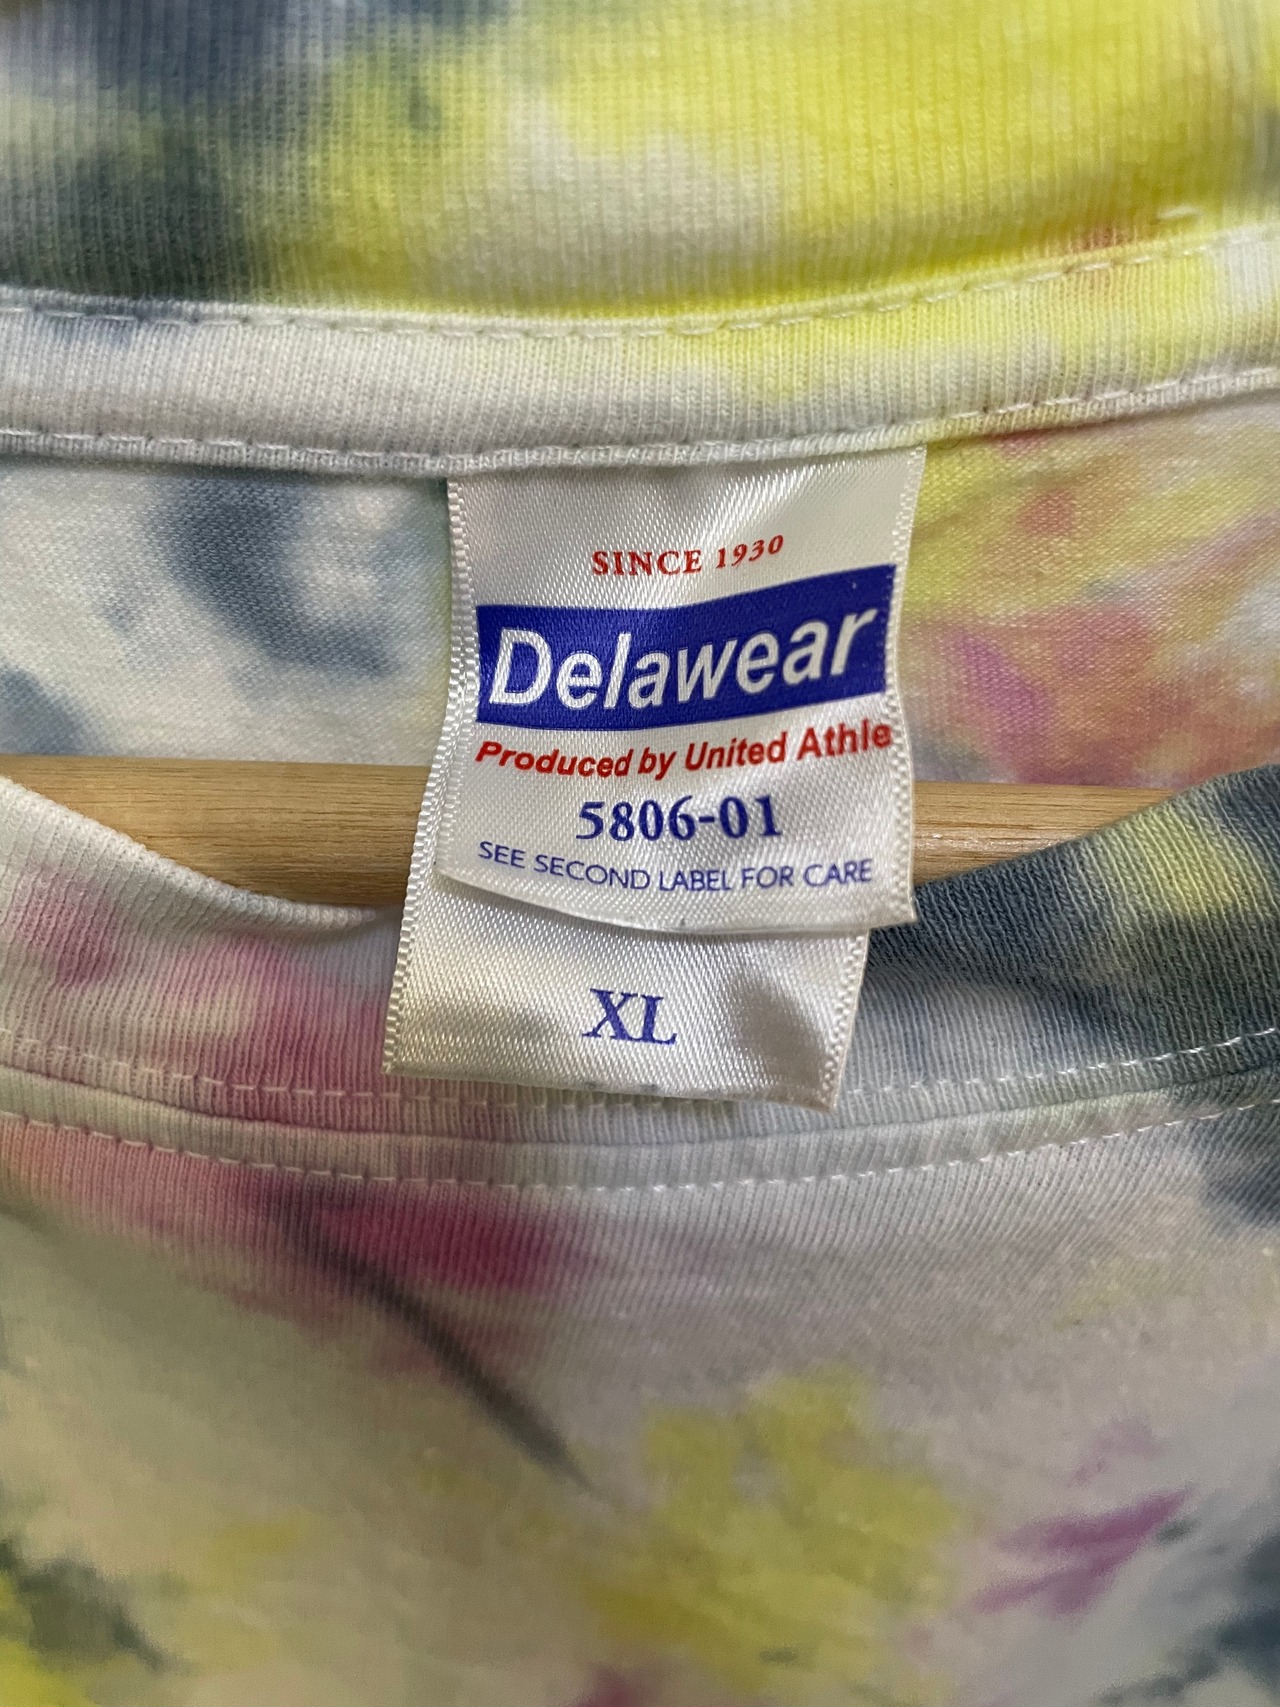 SINCE 1930
Delawear
Produced by United Athle
5806-01
SEE SECOND LABEL FOR CARE
XL